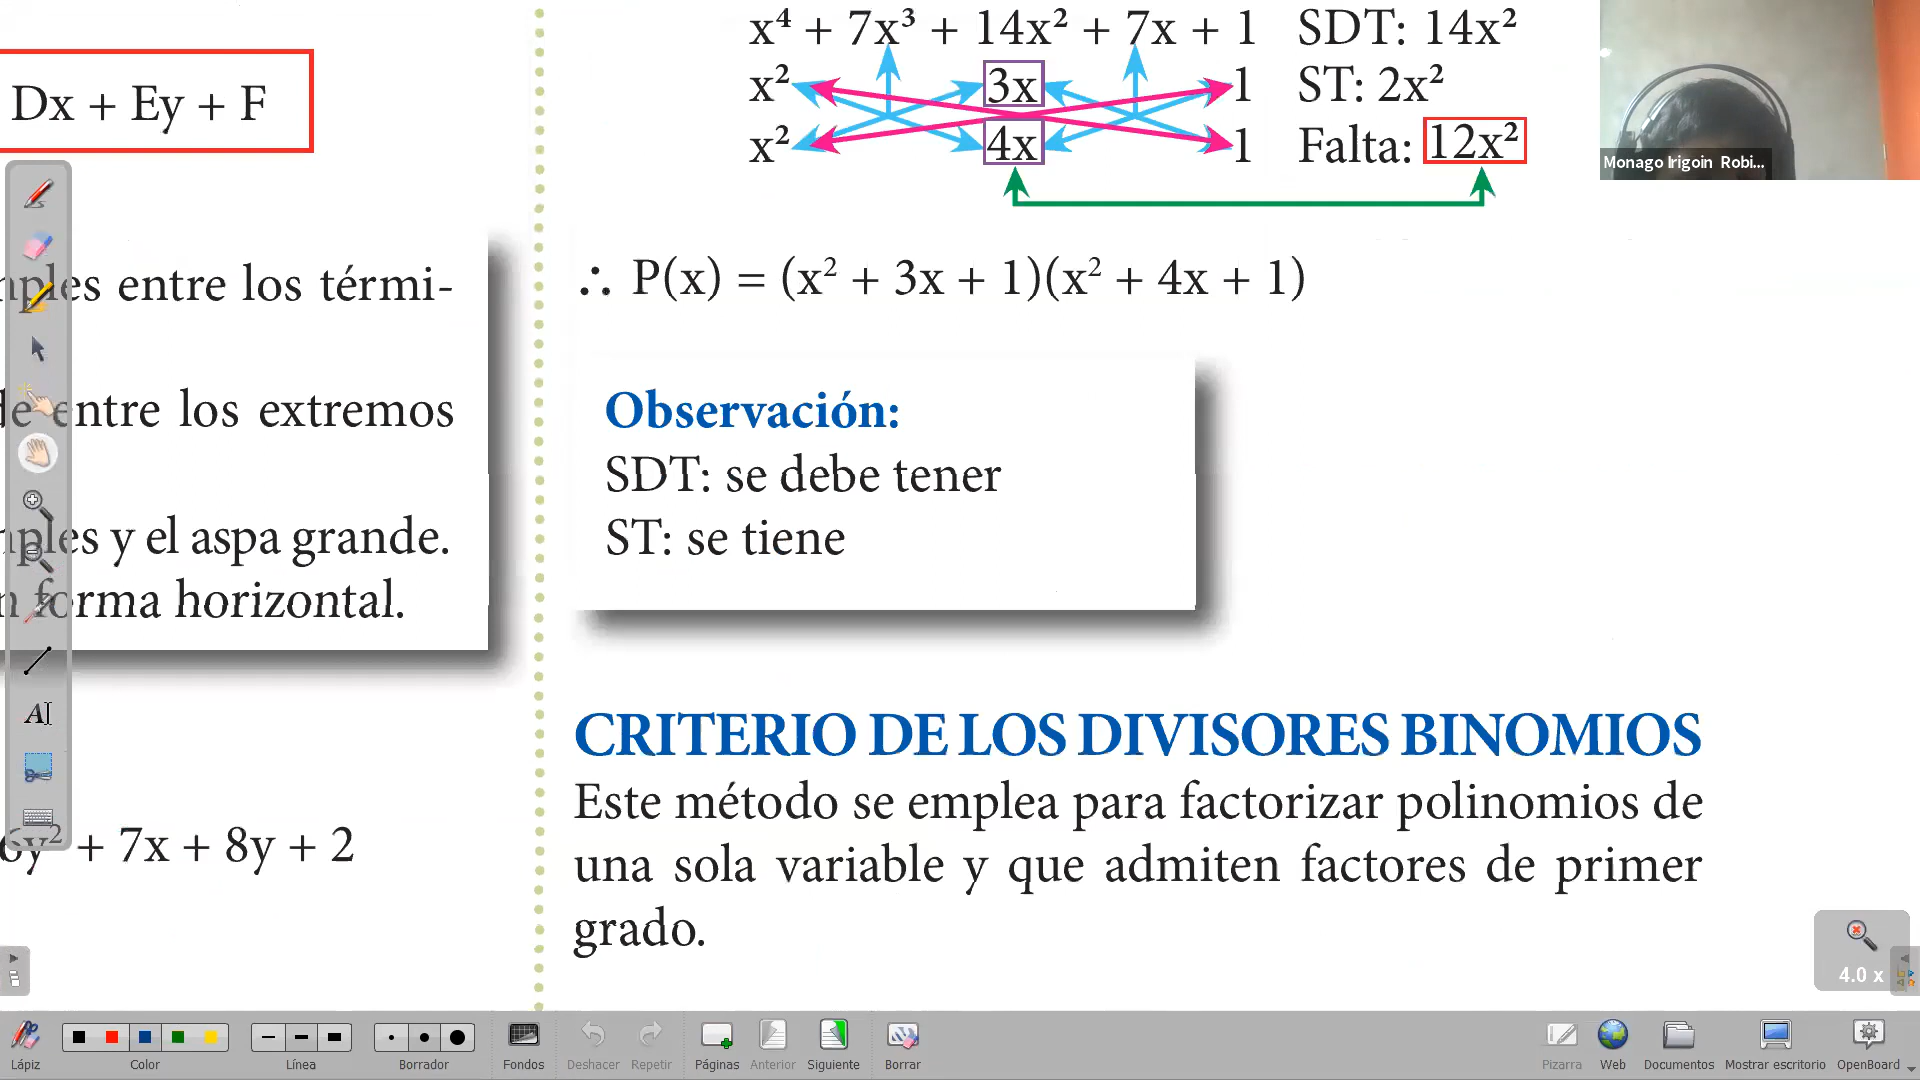 Dx + Ey + F
ples entre los térmi-
entre los extremos
ples y el aspa grande.
forma horizontal.
6y² + 7x + 8y + 2
x⁴ + 7x³ + 14x² + 7x + 1 SDT: 14x²
x² 3x 1 ST: 2x²
x² 4x 1 Falta: 12x²
∴ P(x) = (x² + 3x + 1)(x² + 4x + 1)
Observación:
SDT: se debe tener
ST: se tiene
CRITERIO DE LOS DIVISORES BINOMIOS
Este método se emplea para factorizar polinomios de
una sola variable y que admiten factores de primer
grado.
Monago Irigoin Robi...
4.0 x
Lápiz Color Línea Borrador Fondos Deshacer Repetir Páginas Anterior Siguiente Borrar Pizarra Web Documentos Mostrar escritorio OpenBoard